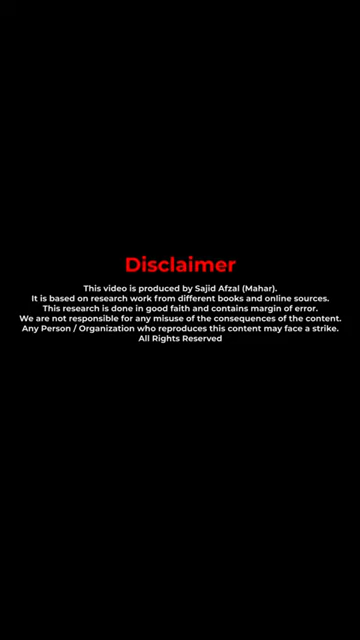 Disclaimer
This video is produced by Sajid Afzal (Mahar).
It is based on research work from different books and online sources.
This research is done in good faith and contains margin of error.
We are not responsible for any misuse of the consequences of the content.
Any Person / Organization who reproduces this content may face a strike.
All Rights Reserved